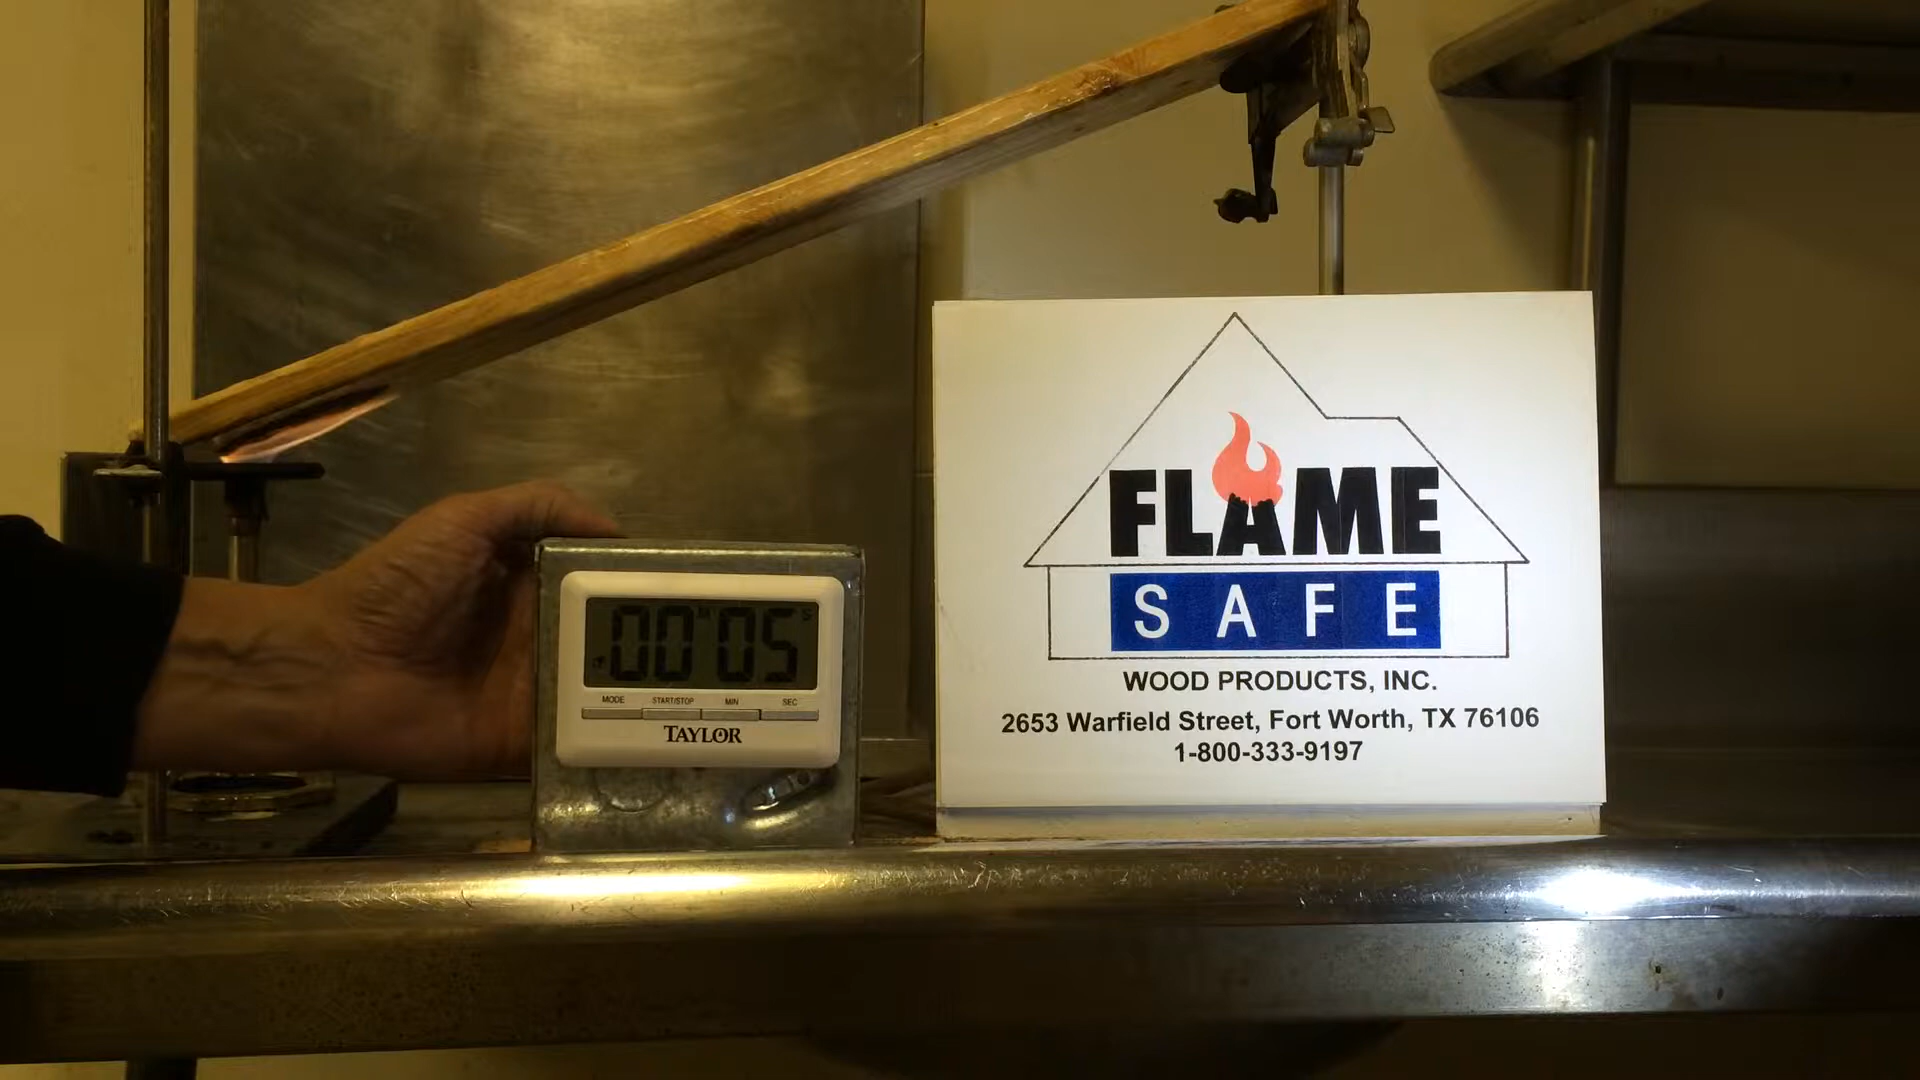 00 M 05 S
MODE START/STOP MIN SEC
TAYLOR
FLAME
SAFE
WOOD PRODUCTS, INC.
2653 Warfield Street, Fort Worth, TX 76106
1-800-333-9197